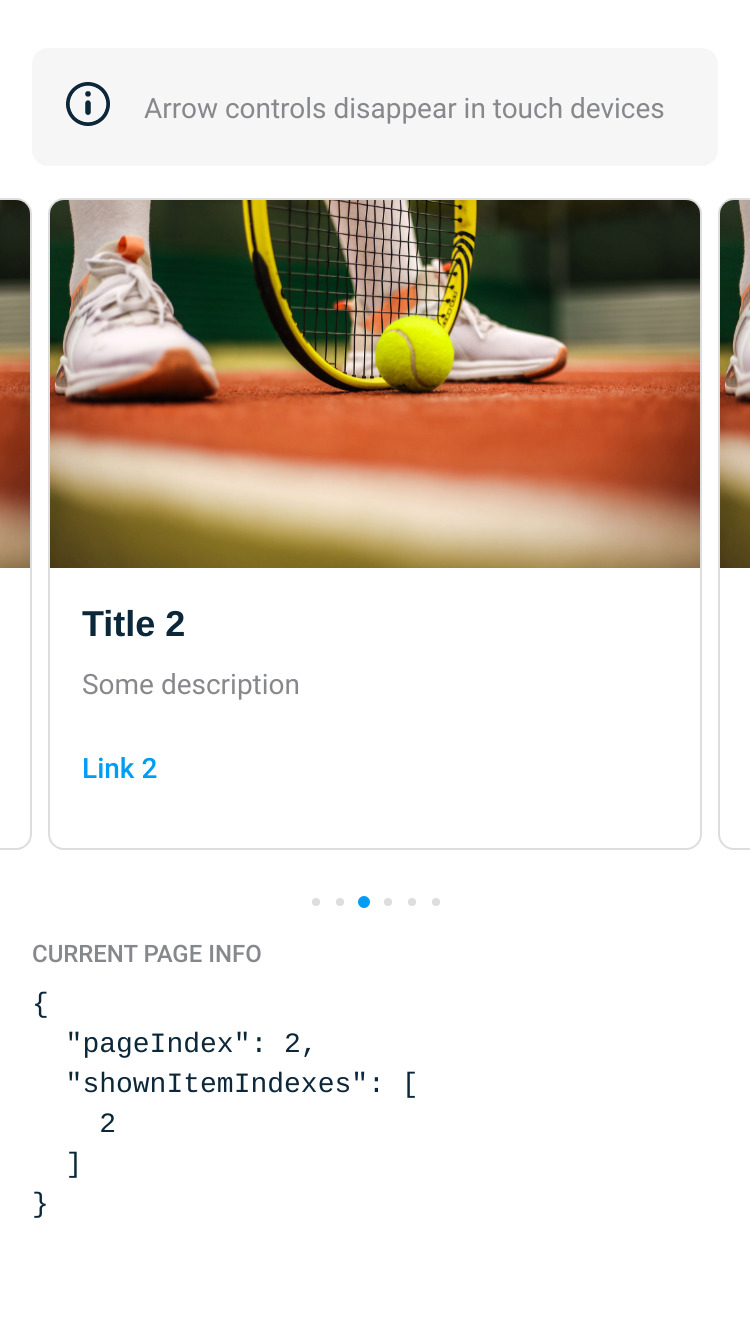 Arrow controls disappear in touch devices
Title 2
Some description
Link 2
CURRENT PAGE INFO
{
  "pageIndex": 2,
  "shownItemIndexes": [
    2
  ]
}